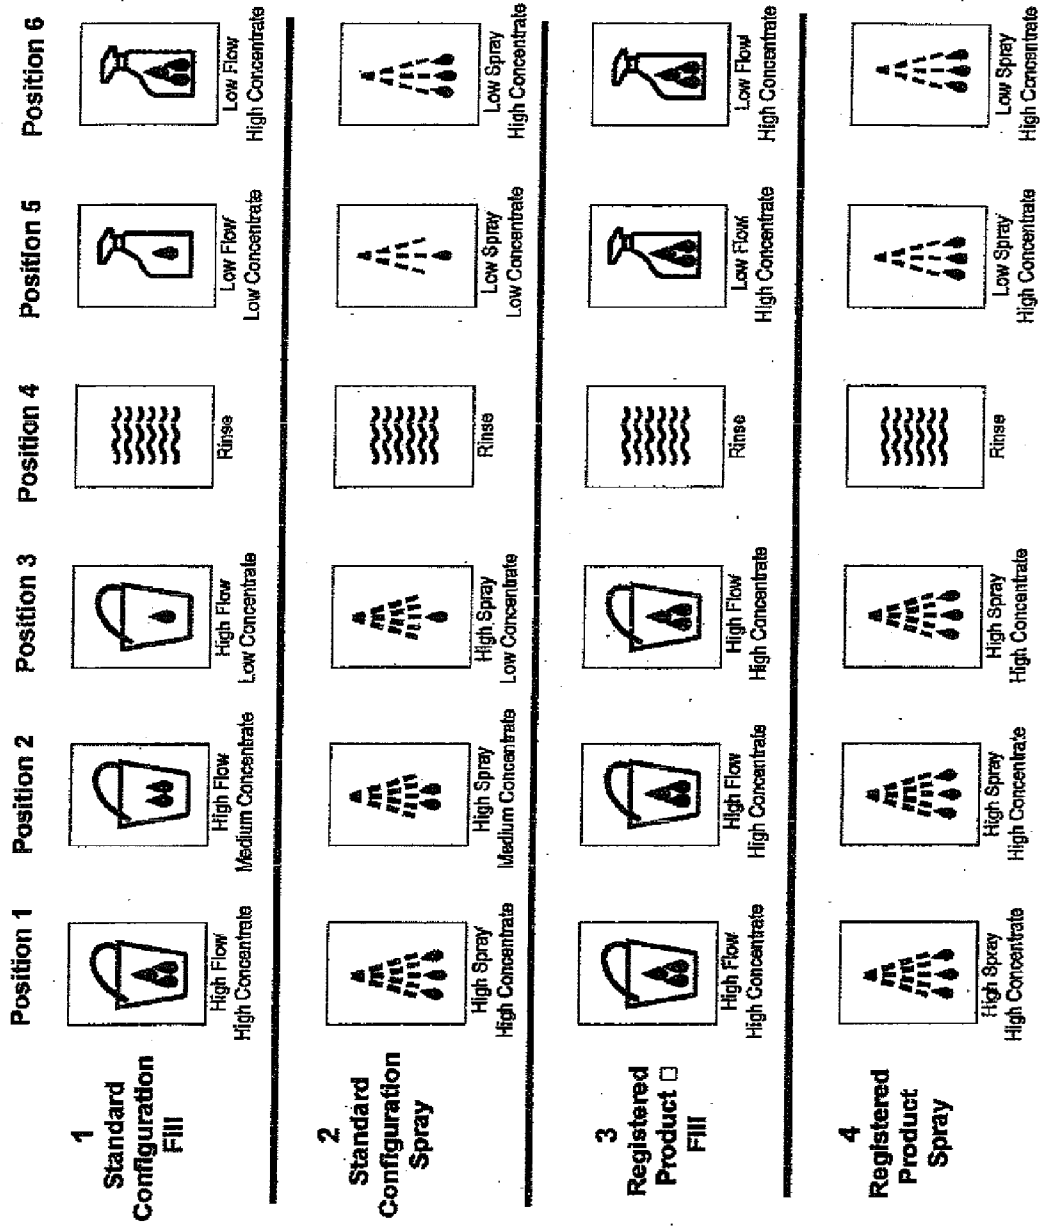 Position 1
Position 2
Position 3
Position 4
Position 5
Position 6
1
Standard
Configuration
Fill
High Flow
High Concentrate
High Flow
Medium Concentrate
High Flow
Low Concentrate
Rinse
Low Flow
Low Concentrate
Low Flow
High Concentrate
2
Standard
Configuration
Spray
High Spray
High Concentrate
High Spray
Medium Concentrate
High Spray
Low Concentrate
Rinse
Low Spray
Low Concentrate
Low Spray
High Concentrate
3
Registered
Product □
Fill
High Flow
High Concentrate
High Flow
High Concentrate
High Flow
High Concentrate
Rinse
Low Flow
High Concentrate
Low Flow
High Concentrate
4
Registered
Product
Spray
High Spray
High Concentrate
High Spray
High Concentrate
High Spray
High Concentrate
Rinse
Low Spray
High Concentrate
Low Spray
High Concentrate